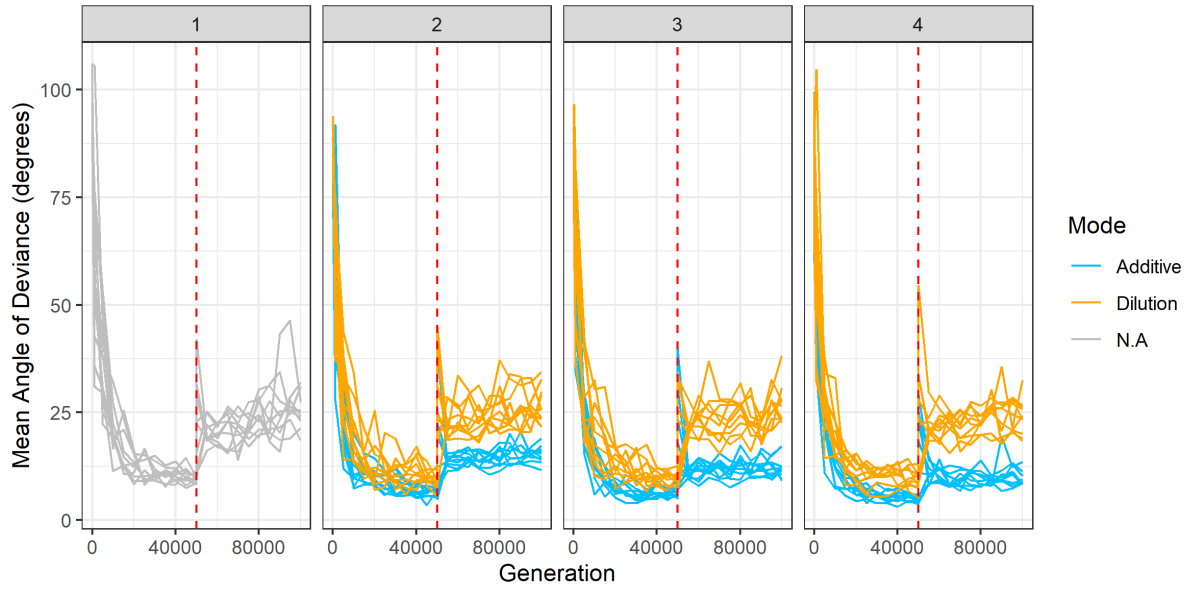 1 2 3 4
Mean Angle of Deviance (degrees)
100
75
50
25
0
0 40000 80000 0 40000 80000 0 40000 80000 0 40000 80000
Generation
Mode
Additive
Dilution
N.A